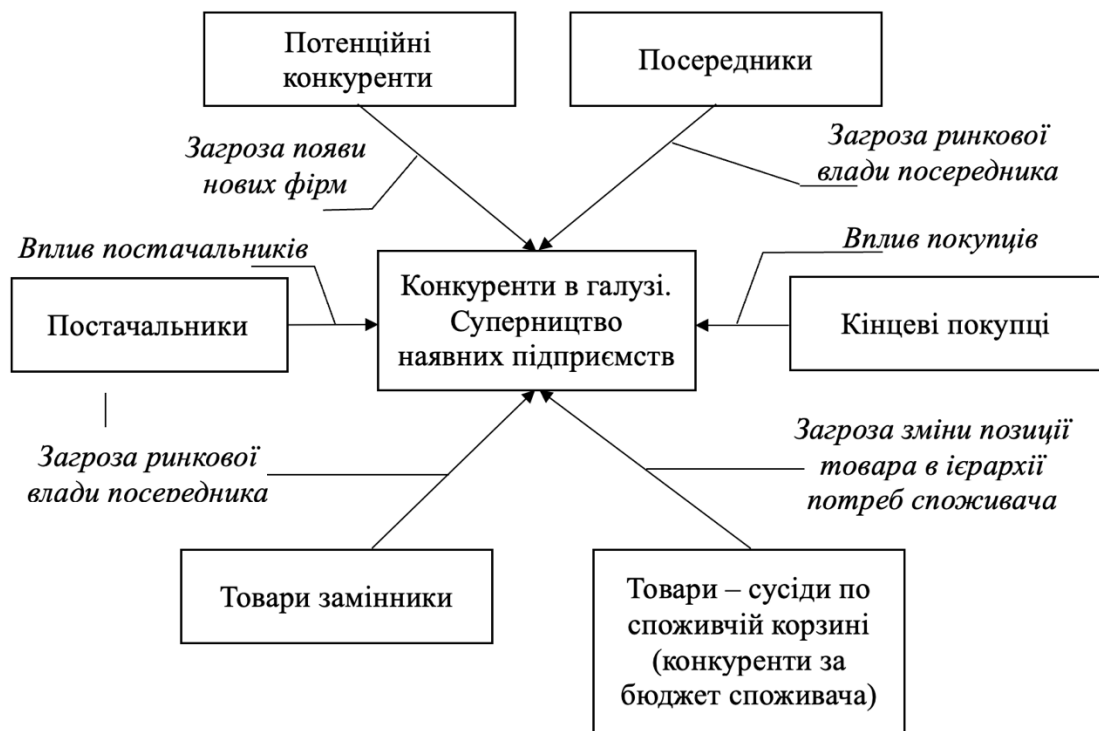 Потенційні
конкуренти
Посередники
Загроза появи
нових фірм
Загроза ринкової
влади посередника
Вплив постачальників
Вплив покупців
Постачальники
Конкуренти в галузі.
Суперництво
наявних підприємств
Кінцеві покупці
Загроза ринкової
влади посередника
Загроза зміни позиції
товара в ієрархії
потреб споживача
Товари замінники
Товари – сусіди по
споживчій корзині
(конкуренти за
бюджет споживача)